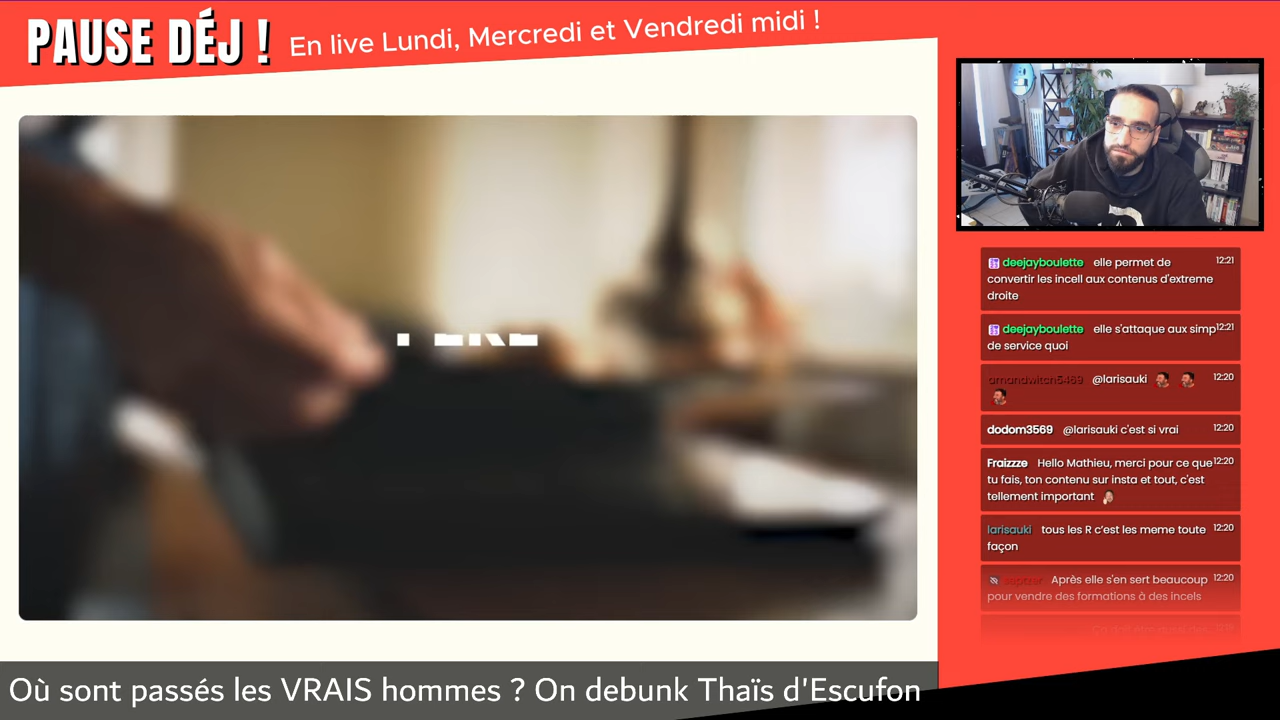 PAUSE DÉJ !
En live Lundi, Mercredi et Vendredi midi !
deejayboulette elle permet de 12:21
convertir les incell aux contenus d'extreme
droite
deejayboulette elle s'attaque aux simp 12:21
de service quoi
amandwitch5469 @larisauki 12:20
dodom3569 @larisauki c'est si vrai 12:20
Fraizzze Hello Mathieu, merci pour ce que 12:20
tu fais, ton contenu sur insta et tout, c'est
tellement important
larisauki tous les R c'est les meme toute 12:20
façon
Après elle s'en sert beaucoup 12:20
pour vendre des formations à des incels
Où sont passés les VRAIS hommes ? On debunk Thaïs d'Escufon